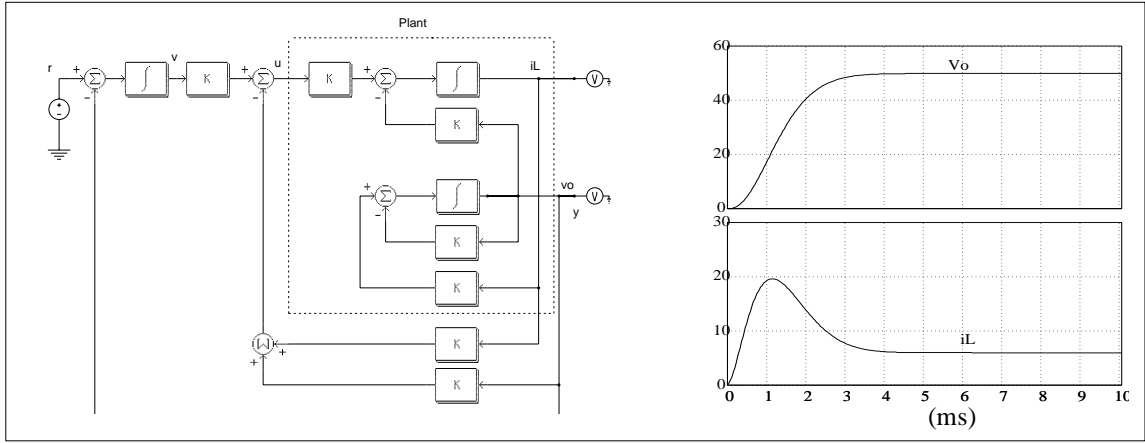 Plant
r
+
Σ
−
∫
v
K
+
Σ
−
u
K
+
Σ
−
∫
iL
V
K
+
Σ
−
∫
vo
y
V
K
K
+
+
K
K
60
40
20
0
Vo
30
20
10
0
iL
0 1 2 3 4 5 6 7 8 9 10
(ms)